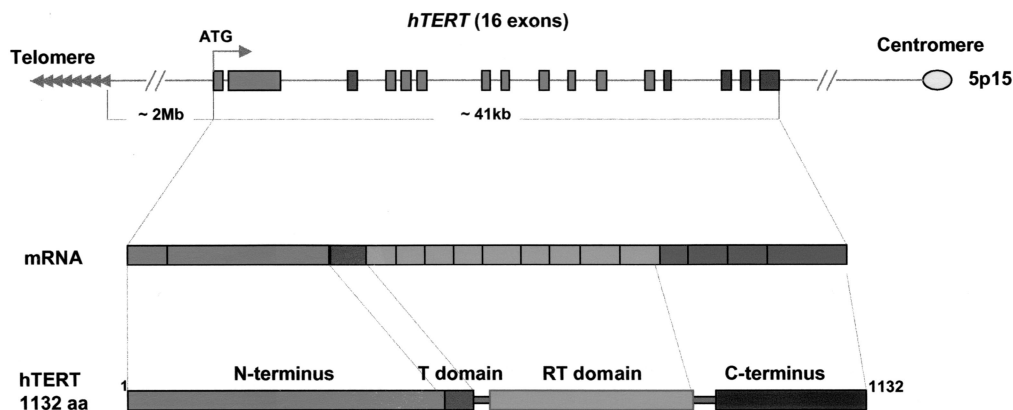 hTERT (16 exons)
ATG
Telomere
Centromere
5p15
~ 2Mb
~ 41kb
mRNA
N-terminus
T domain
RT domain
C-terminus
hTERT
1132 aa
1
1132